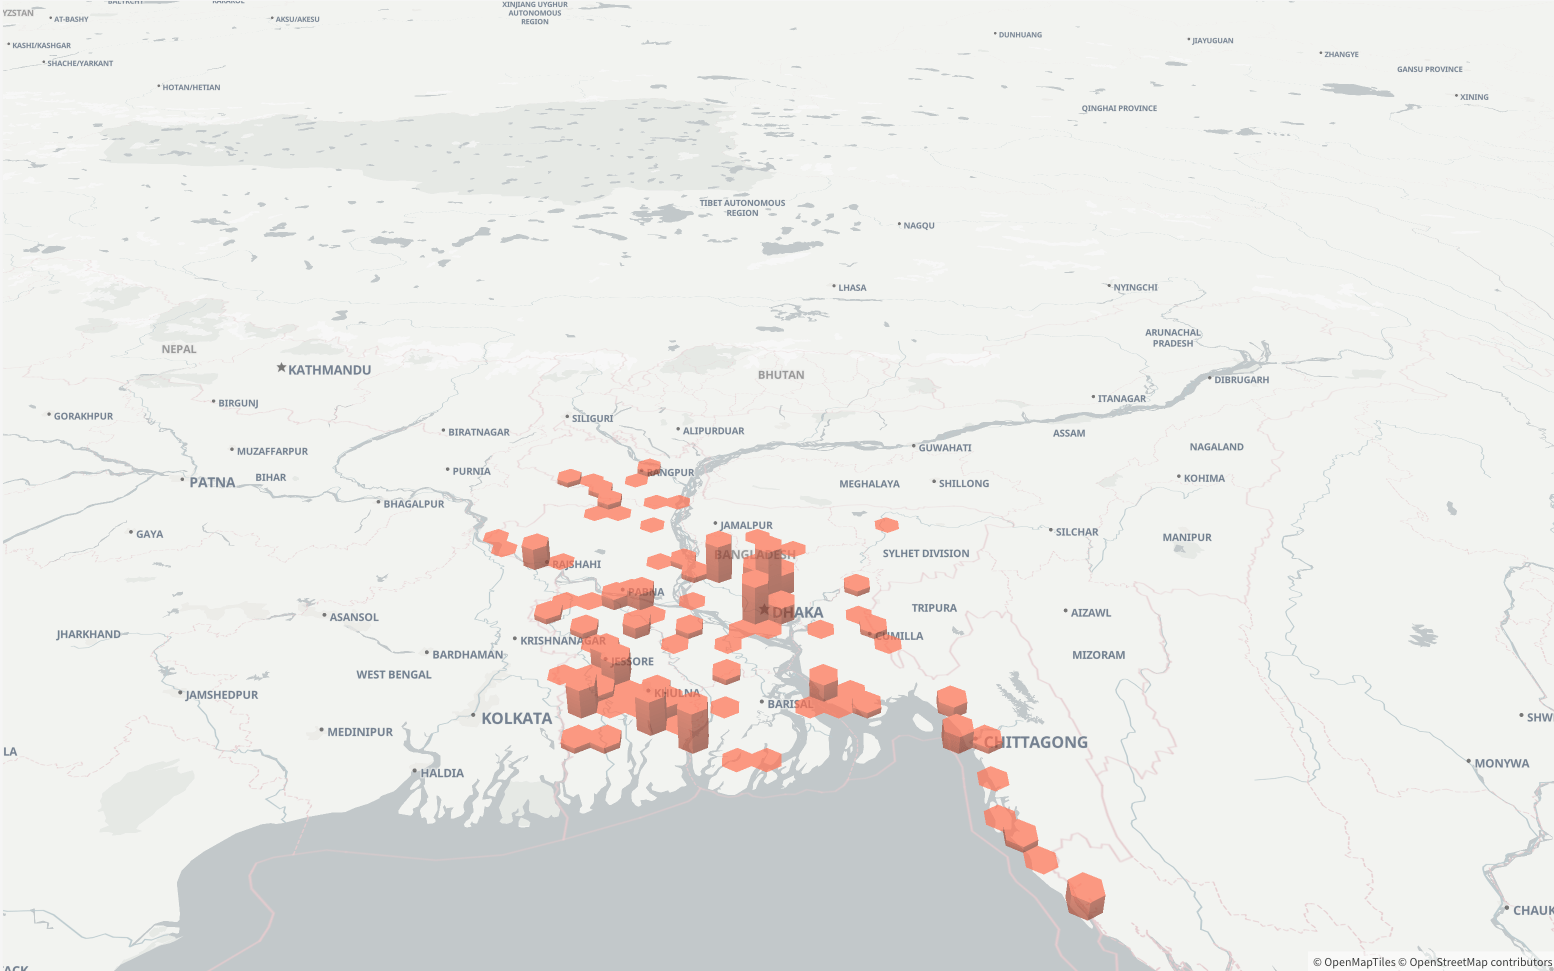 XINJIANG UYGHUR
AUTONOMOUS
REGION
AT-BASHY
AKSU/AKESU
KASHI/KASHGAR
SHACHE/YARKANT
HOTAN/HETIAN
DUNHUANG
JIAYUGUAN
ZHANGYE
GANSU PROVINCE
XINING
QINGHAI PROVINCE
TIBET AUTONOMOUS
REGION
NAGQU
LHASA
NYINGCHI
ARUNACHAL
PRADESH
NEPAL
KATHMANDU
BHUTAN
DIBRUGARH
BIRGUNJ
ITANAGAR
GORAKHPUR
SILIGURI
BIRATNAGAR
ALIPURDUAR
ASSAM
MUZAFFARPUR
GUWAHATI
NAGALAND
PURNIA
RANGPUR
PATNA
BIHAR
MEGHALAYA
SHILLONG
KOHIMA
BHAGALPUR
GAYA
JAMALPUR
SILCHAR
MANIPUR
BANGLADESH
SYLHET DIVISION
RAJSHAHI
PABNA
ASANSOL
DHAKA
TRIPURA
AIZAWL
JHARKHAND
KRISHNANAGAR
CUMILLA
BARDHAMAN
JESSORE
MIZORAM
WEST BENGAL
JAMSHEDPUR
KHULNA
BARISAL
KOLKATA
SHW
MEDINIPUR
CHITTAGONG
LA
MONYWA
HALDIA
CHAUK
© OpenMapTiles © OpenStreetMap contributors